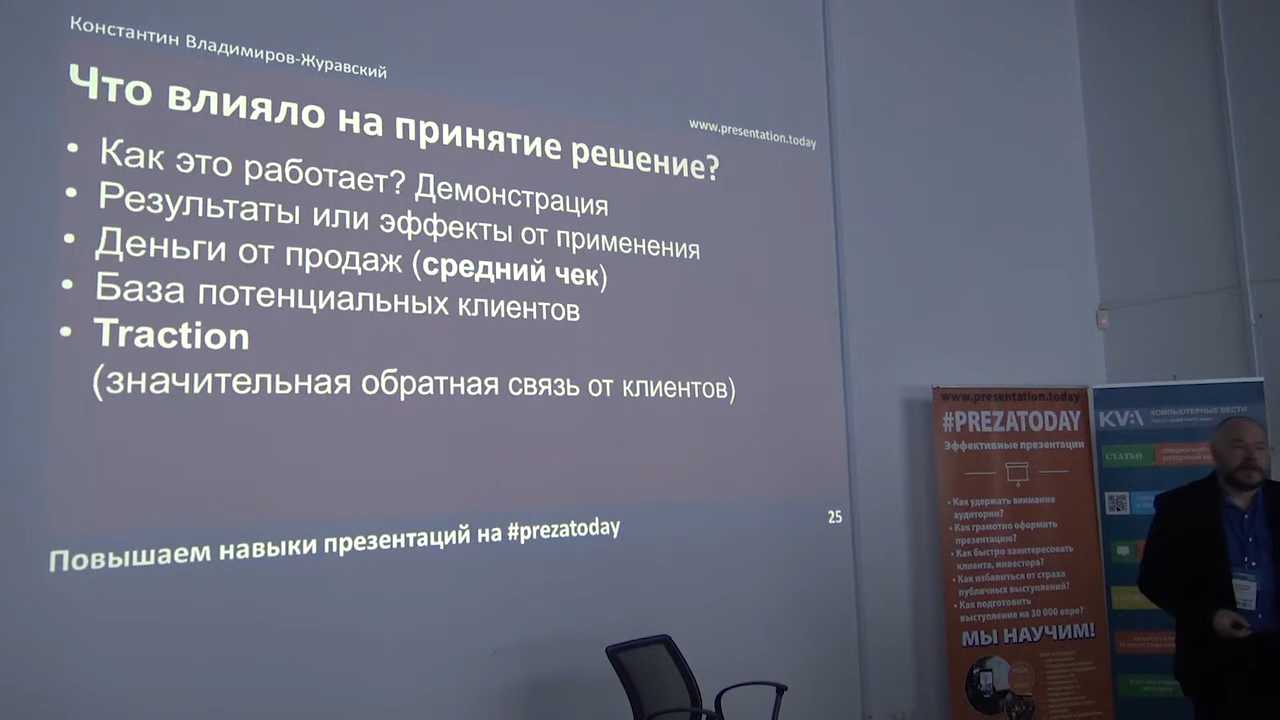 Константин Владимиров-Журавский
www.presentation.today
Что влияло на принятие решение?
• Как это работает? Демонстрация
• Результаты или эффекты от применения
• Деньги от продаж (средний чек)
• База потенциальных клиентов
• Traction
(значительная обратная связь от клиентов)
Повышаем навыки презентаций на #prezatoday
25
www.presentation.today
#PREZATODAY
Эффективные презентации
• Как удержать внимание
аудитории?
• Как грамотно оформить
презентацию?
• Как быстро заинтересовать
клиента, инвестора?
• Как избавиться от страха
публичных выступлений?
• Как подготовить
выступление на 30 000 евро?
МЫ НАУЧИМ!
KV:\
КОМПЬЮТЕРНЫЕ ВЕСТИ
СТАТЬИ